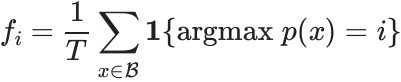 f_i = \frac{1}{T} \sum_{x \in \mathcal{B}} \mathbf{1}\{\text{argmax } p(x) = i\}